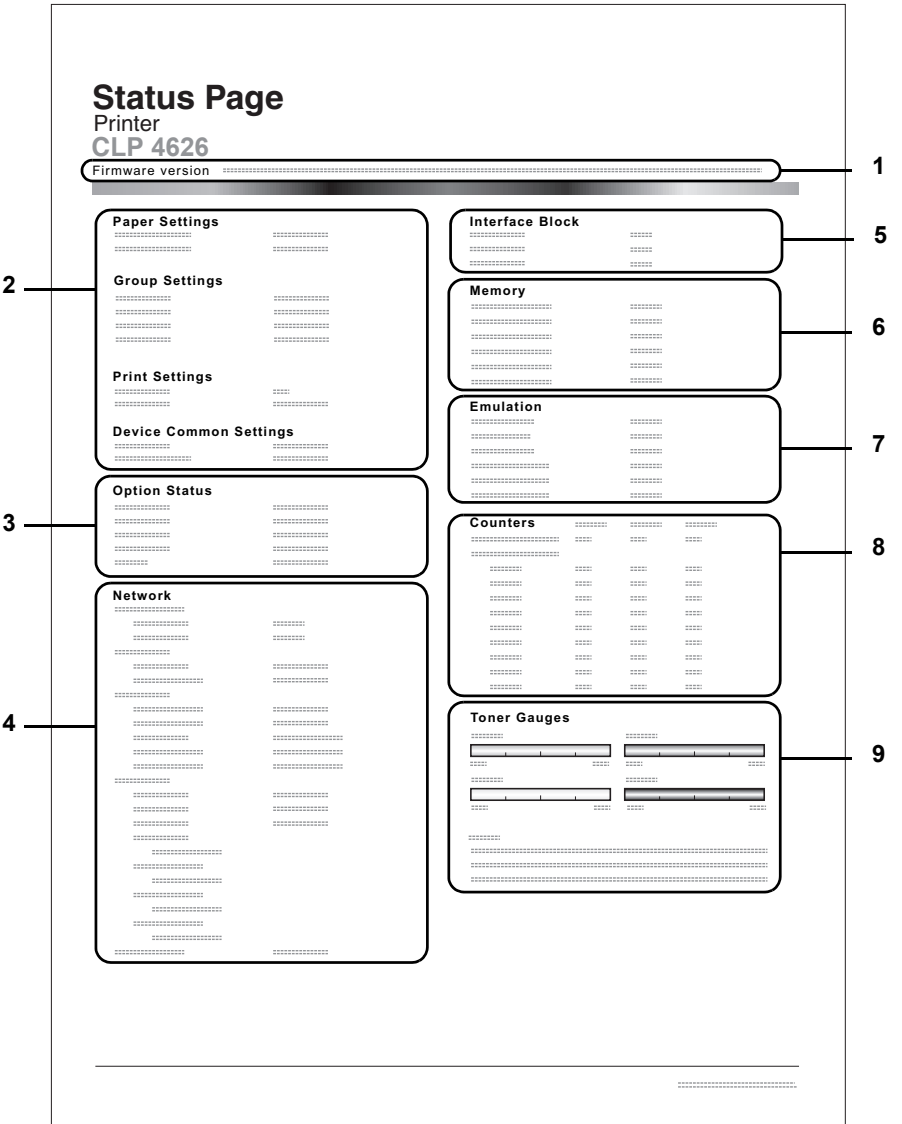 Status Page
Printer
CLP 4626
Firmware version
1
Paper Settings
Group Settings
Print Settings
Device Common Settings
2
Option Status
3
Network
4
Interface Block
5
Memory
6
Emulation
7
Counters
8
Toner Gauges
9